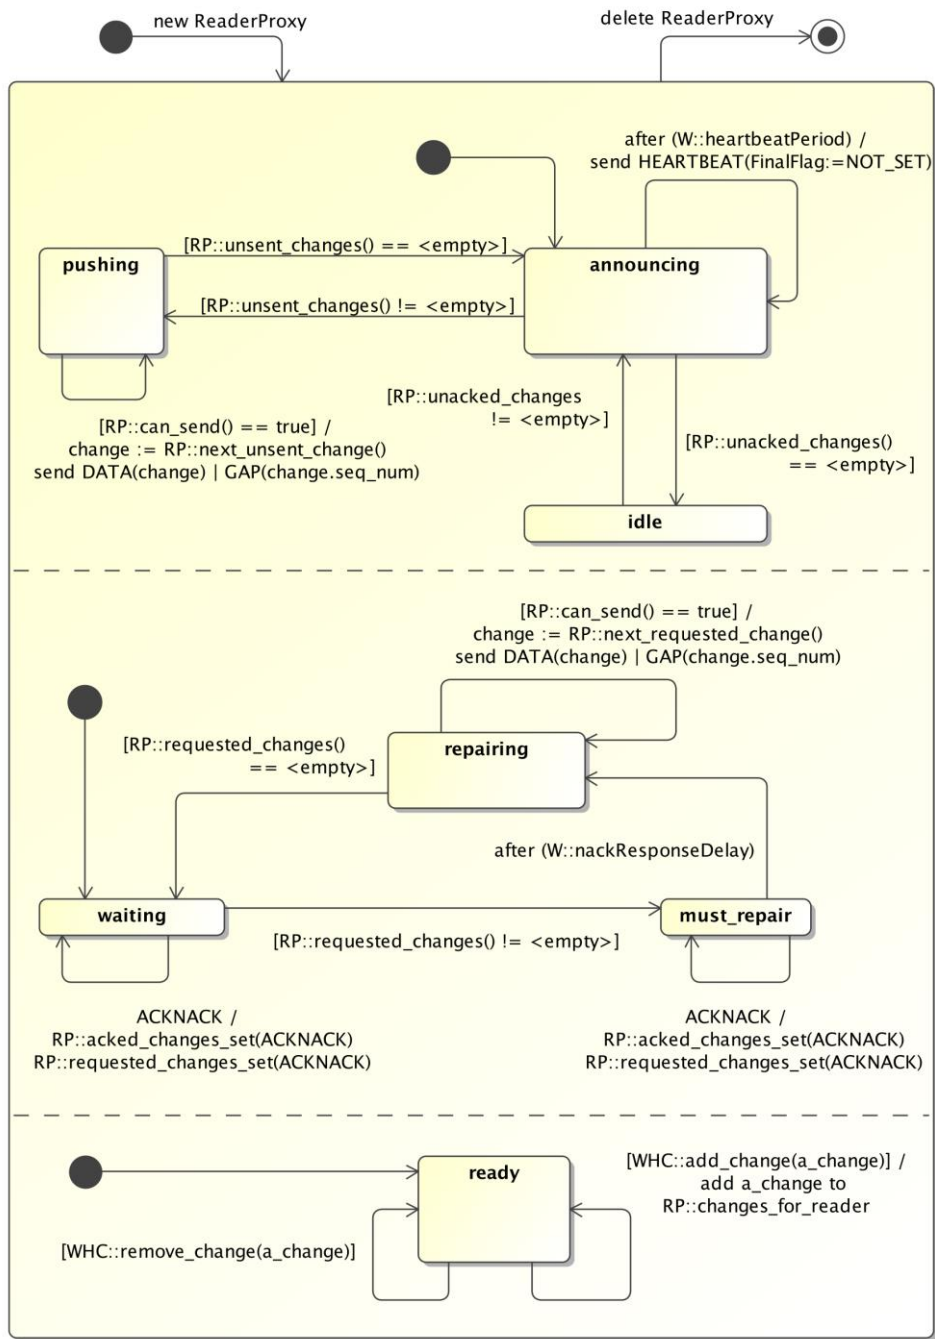 new ReaderProxy
delete ReaderProxy
after (W::heartbeatPeriod) /
send HEARTBEAT(FinalFlag:=NOT_SET)
[RP::unsent_changes() == <empty>]
pushing
announcing
[RP::unsent_changes() != <empty>]
[RP::unacked_changes
!= <empty>]
[RP::can_send() == true] /
change := RP::next_unsent_change()
send DATA(change) | GAP(change.seq_num)
[RP::unacked_changes()
== <empty>]
idle
[RP::can_send() == true] /
change := RP::next_requested_change()
send DATA(change) | GAP(change.seq_num)
[RP::requested_changes()
== <empty>]
repairing
after (W::nackResponseDelay)
waiting
must_repair
[RP::requested_changes() != <empty>]
ACKNACK /
RP::acked_changes_set(ACKNACK)
RP::requested_changes_set(ACKNACK)
ACKNACK /
RP::acked_changes_set(ACKNACK)
RP::requested_changes_set(ACKNACK)
ready
[WHC::add_change(a_change)] /
add a_change to
RP::changes_for_reader
[WHC::remove_change(a_change)]